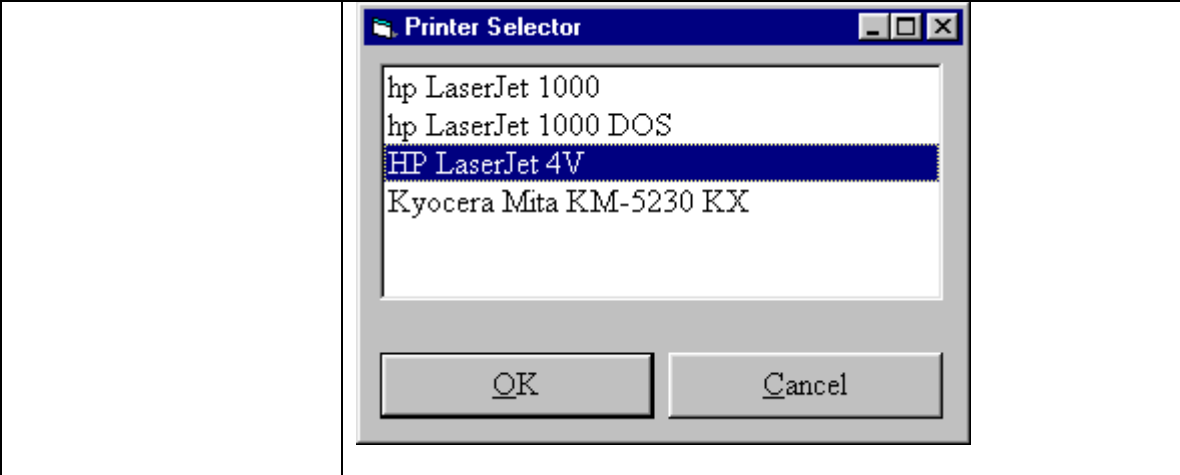 Printer Selector
hp LaserJet 1000
hp LaserJet 1000 DOS
HP LaserJet 4V
Kyocera Mita KM-5230 KX
OK
Cancel